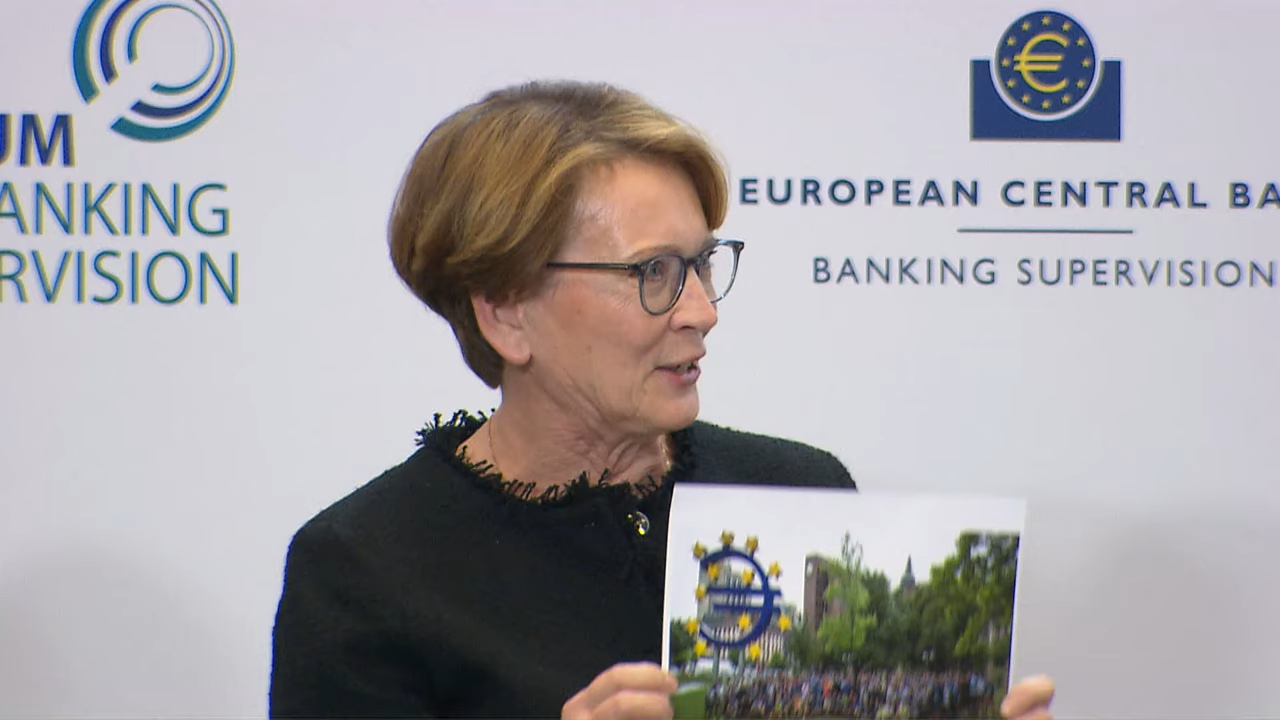 UM
ANKING
RVISION
€
EUROPEAN CENTRAL BA
BANKING SUPERVISION
€